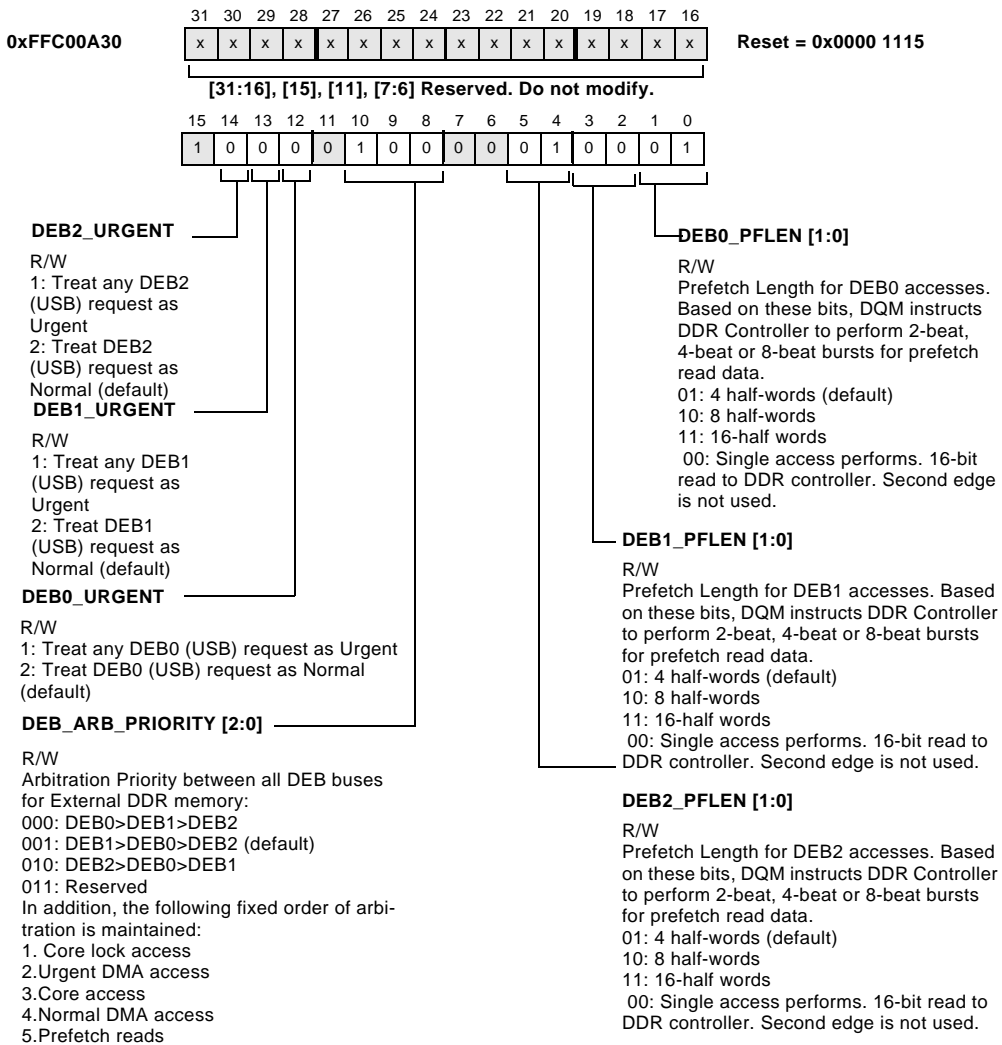 31 30 29 28 27 26 25 24 23 22 21 20 19 18 17 16
0xFFC00A30
x x x x x x x x x x x x x x x x
Reset = 0x0000 1115
[31:16], [15], [11], [7:6] Reserved. Do not modify.
15 14 13 12 11 10 9 8 7 6 5 4 3 2 1 0
1 0 0 0 0 1 0 0 0 0 0 1 0 0 0 1
DEB2_URGENT
R/W
1: Treat any DEB2
(USB) request as
Urgent
2: Treat DEB2
(USB) request as
Normal (default)
DEB1_URGENT
R/W
1: Treat any DEB1
(USB) request as
Urgent
2: Treat DEB1
(USB) request as
Normal (default)
DEB0_URGENT
R/W
1: Treat any DEB0 (USB) request as Urgent
2: Treat DEB0 (USB) request as Normal
(default)
DEB_ARB_PRIORITY [2:0]
R/W
Arbitration Priority between all DEB buses
for External DDR memory:
000: DEB0>DEB1>DEB2
001: DEB1>DEB0>DEB2 (default)
010: DEB2>DEB0>DEB1
011: Reserved
In addition, the following fixed order of arbi-
tration is maintained:
1. Core lock access
2.Urgent DMA access
3.Core access
4.Normal DMA access
5.Prefetch reads
DEB0_PFLEN [1:0]
R/W
Prefetch Length for DEB0 accesses.
Based on these bits, DQM instructs
DDR Controller to perform 2-beat,
4-beat or 8-beat bursts for prefetch
read data.
01: 4 half-words (default)
10: 8 half-words
11: 16-half words
00: Single access performs. 16-bit
read to DDR controller. Second edge
is not used.
DEB1_PFLEN [1:0]
R/W
Prefetch Length for DEB1 accesses. Based
on these bits, DQM instructs DDR Controller
to perform 2-beat, 4-beat or 8-beat bursts
for prefetch read data.
01: 4 half-words (default)
10: 8 half-words
11: 16-half words
00: Single access performs. 16-bit read to
DDR controller. Second edge is not used.
DEB2_PFLEN [1:0]
R/W
Prefetch Length for DEB2 accesses. Based
on these bits, DQM instructs DDR Controller
to perform 2-beat, 4-beat or 8-beat bursts
for prefetch read data.
01: 4 half-words (default)
10: 8 half-words
11: 16-half words
00: Single access performs. 16-bit read to
DDR controller. Second edge is not used.